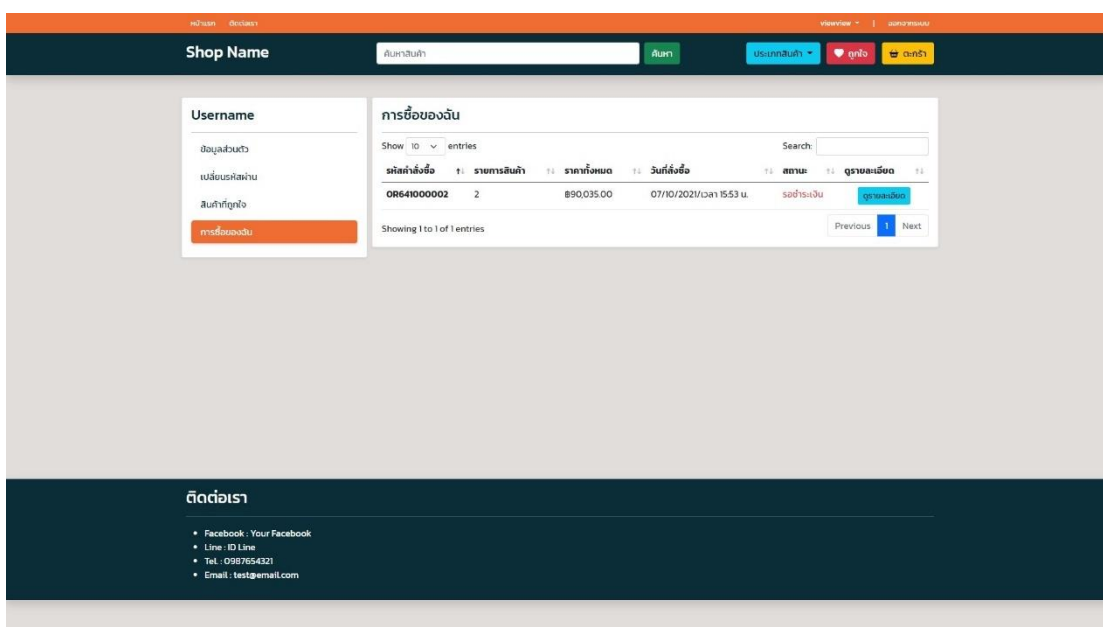 หน้าแรก ติดต่อเรา viewview | ออกจากระบบ
Shop Name ค้นหาสินค้า ค้นหา ประเภทสินค้า ถูกใจ ตะกร้า
Username
ข้อมูลส่วนตัว
เปลี่ยนรหัสผ่าน
สินค้าที่ถูกใจ
การซื้อของฉัน
การซื้อของฉัน
Show 10 entries Search:
รหัสคำสั่งซื้อ รายการสินค้า ราคาทั้งหมด วันที่สั่งซื้อ สถานะ ดูรายละเอียด
OR641000002 2 ฿90,035.00 07/10/2021/เวลา 15:53 น. รอชำระเงิน ดูรายละเอียด
Showing 1 to 1 of 1 entries Previous 1 Next
ติดต่อเรา
• Facebook : Your Facebook
• Line : ID Line
• Tel. : 0987654321
• Email : test@email.com